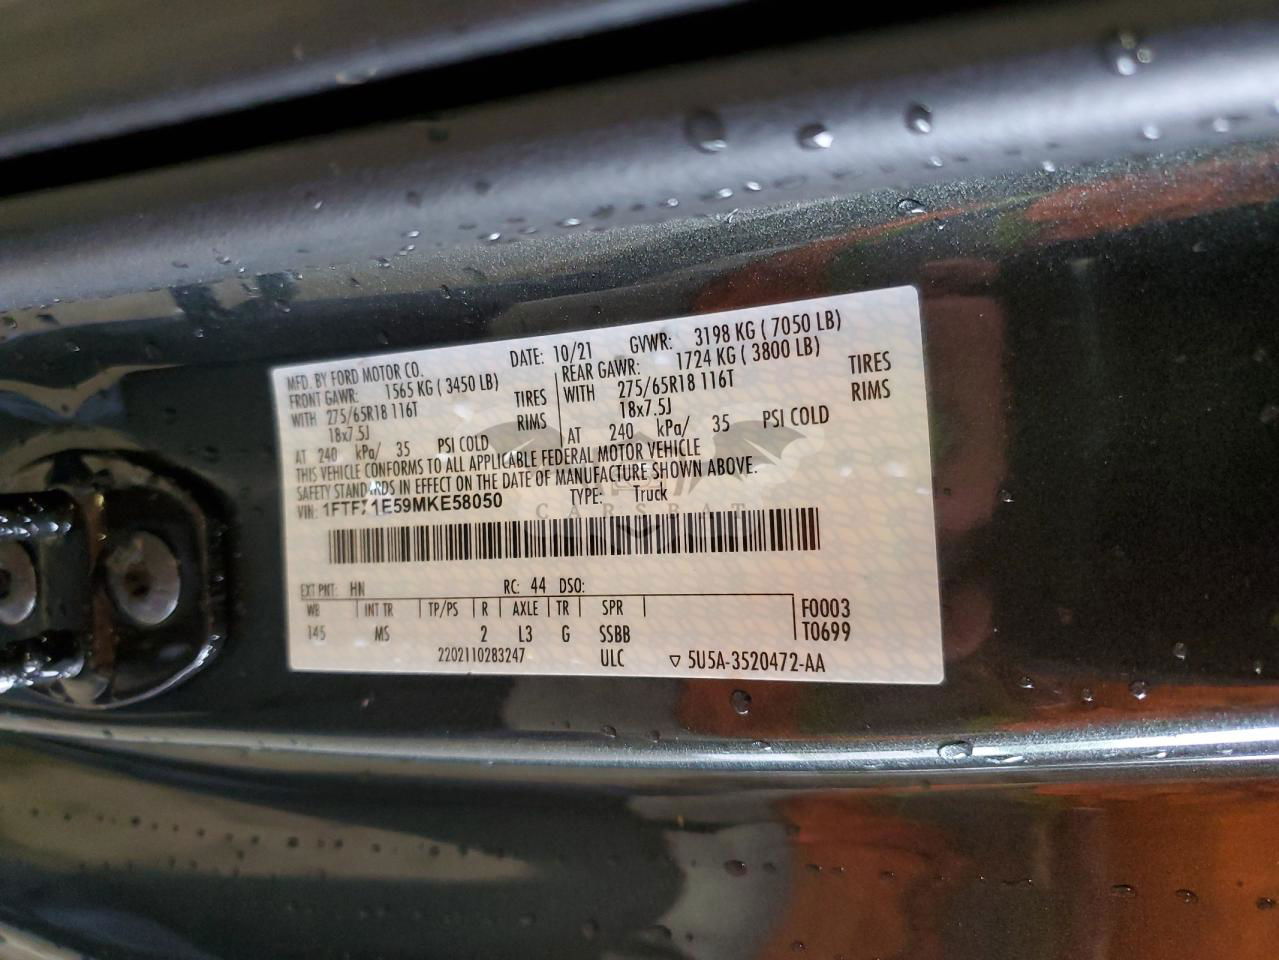 MFD. BY FORD MOTOR CO. DATE: 10/21 GVWR: 3198 KG ( 7050 LB)
FRONT GAWR: 1565 KG ( 3450 LB) REAR GAWR: 1724 KG ( 3800 LB)
WITH 275/65R18 116T TIRES WITH 275/65R18 116T TIRES
18x7.5J RIMS 18x7.5J RIMS
AT 240 kPa/ 35 PSI COLD AT 240 kPa/ 35 PSI COLD
THIS VEHICLE CONFORMS TO ALL APPLICABLE FEDERAL MOTOR VEHICLE
SAFETY STANDARDS IN EFFECT ON THE DATE OF MANUFACTURE SHOWN ABOVE.
VIN: TYPE: Truck
CARSRAT
EXT PNT: HN RC: 44 DSO:
WB INT TR TP/PS R AXLE TR SPR F0003
145 MS 2 L3 G SSBB T0699
2202110283247 ULC ▽ 5U5A-3520472-AA